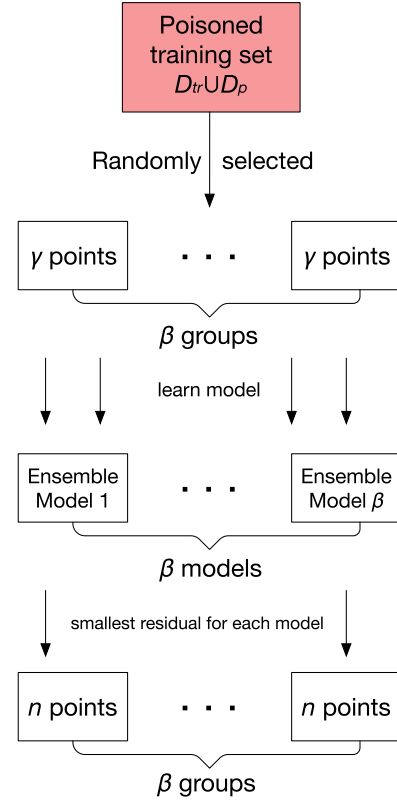 Poisoned
training set
Dtr∪Dp
Randomly selected
γ points . . . γ points
β groups
learn model
Ensemble Model 1 . . . Ensemble Model β
β models
smallest residual for each model
n points . . . n points
β groups